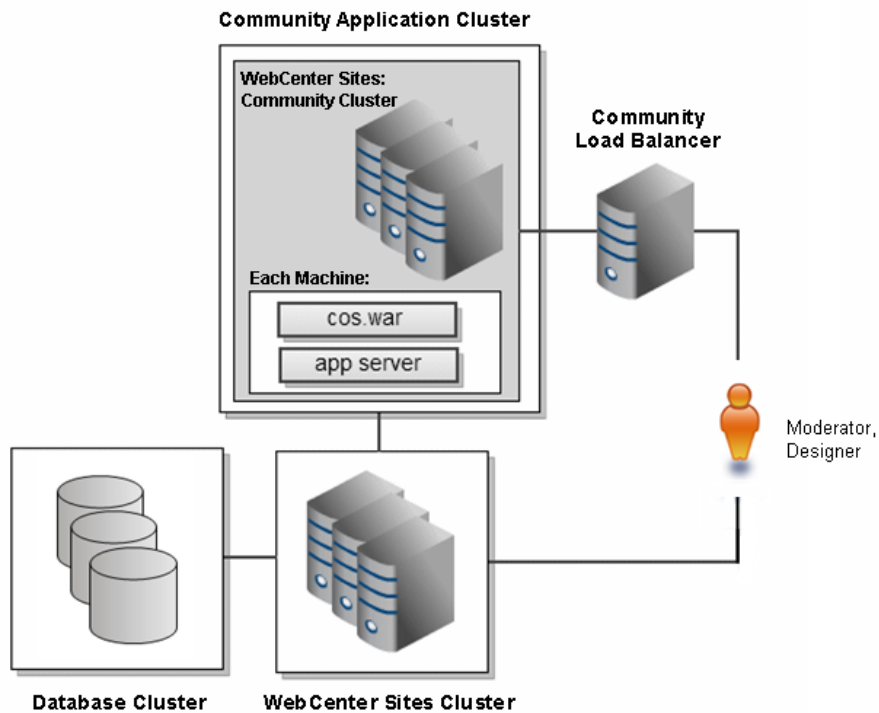 Community Application Cluster
WebCenter Sites:
Community Cluster
Community
Load Balancer
Each Machine:
cos.war
app server
Moderator,
Designer
Database Cluster
WebCenter Sites Cluster